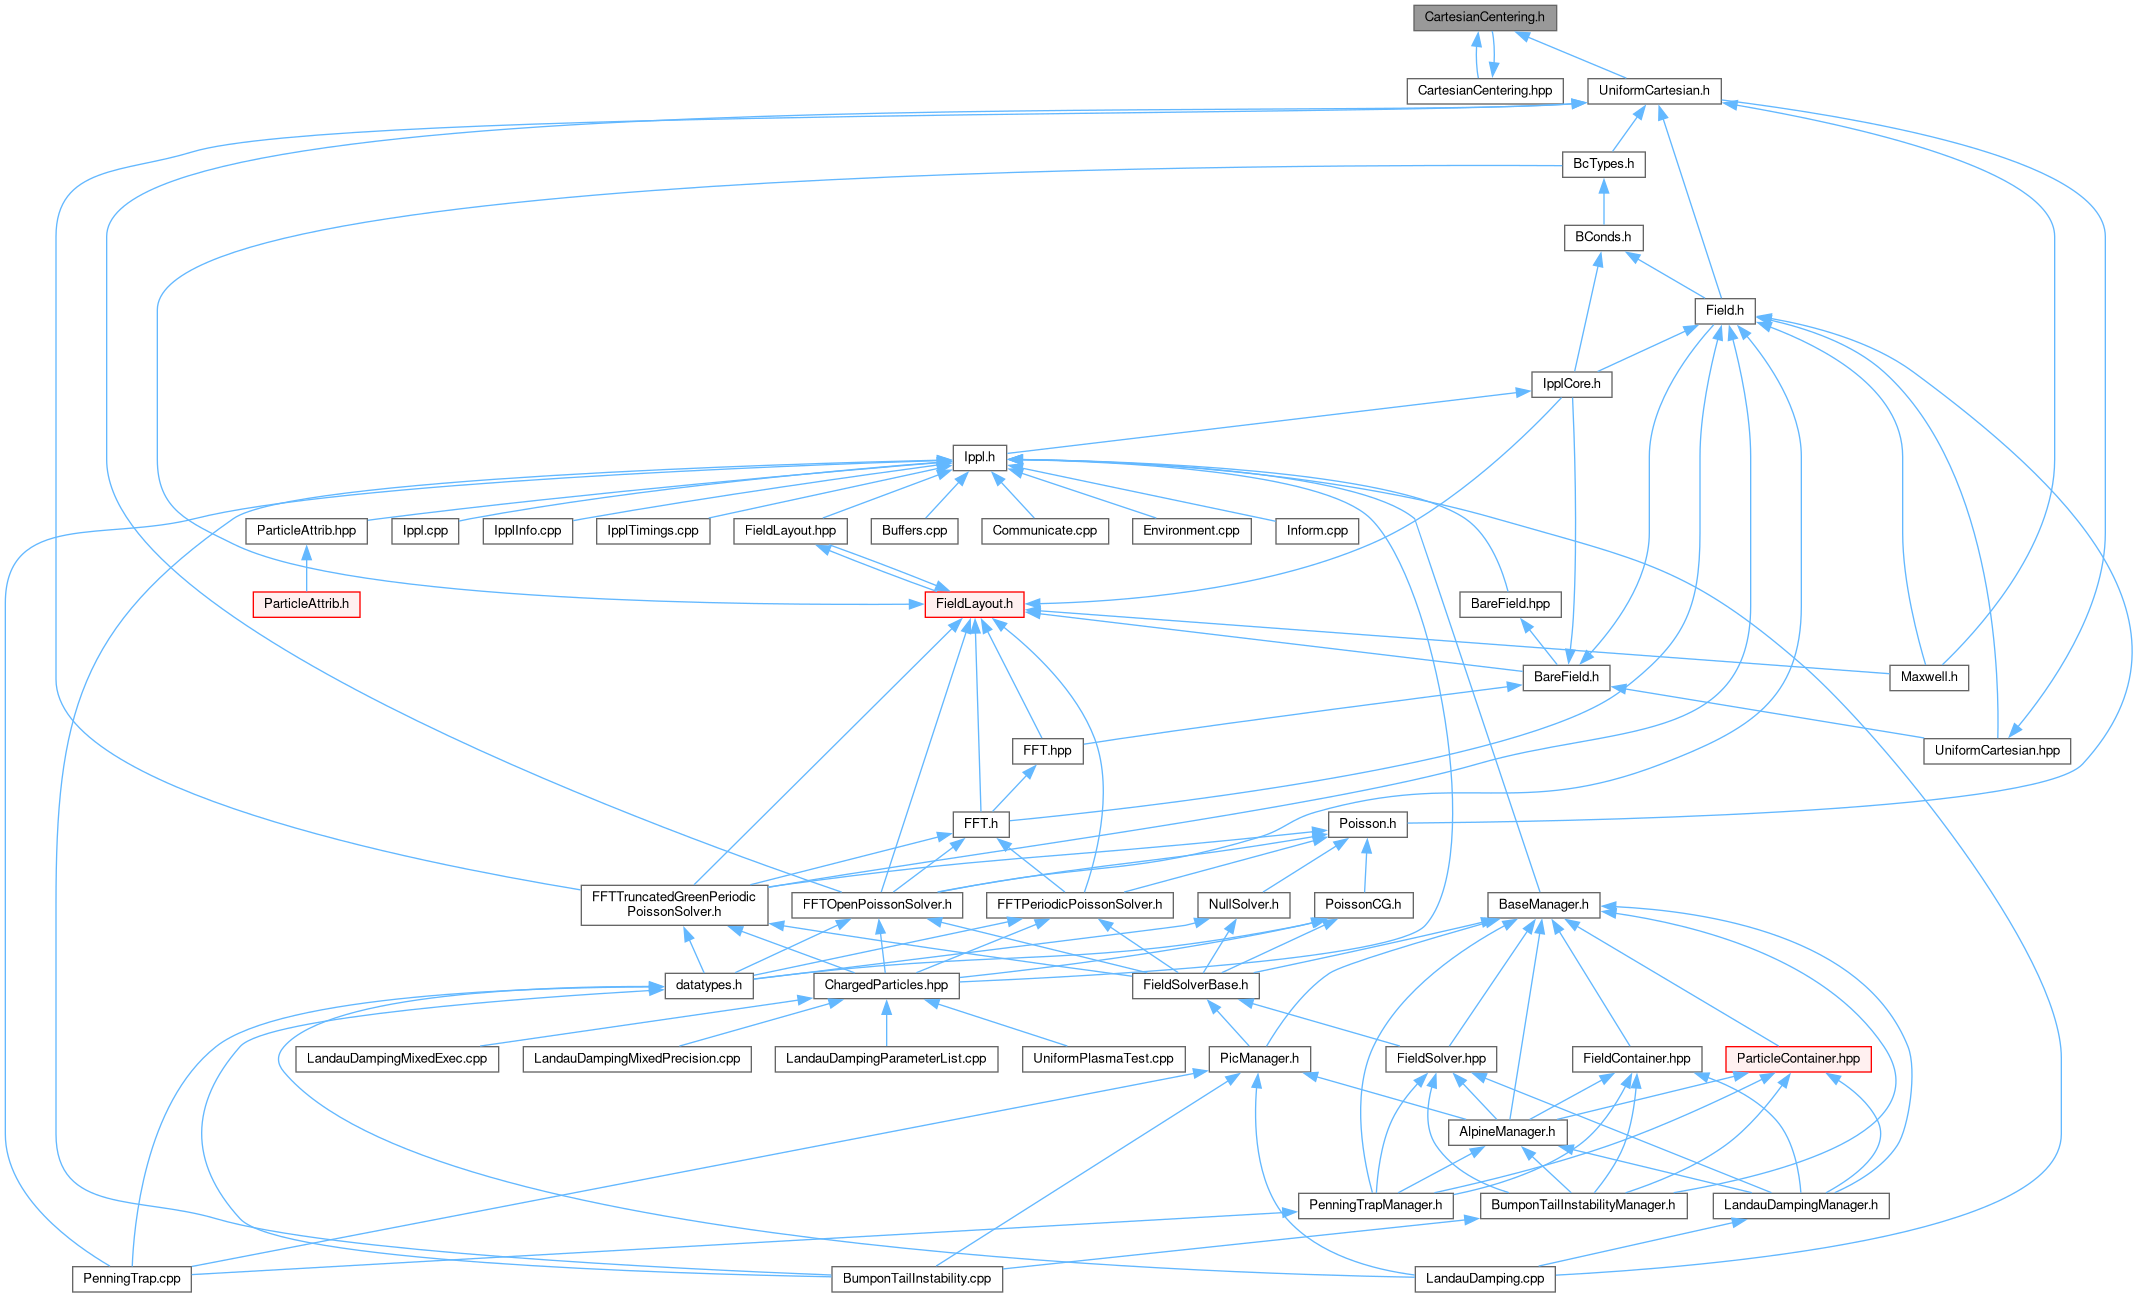 CartesianCentering.h
CartesianCentering.hpp
UniformCartesian.h
BcTypes.h
BConds.h
Field.h
IpplCore.h
Ippl.h
ParticleAttrib.hpp
Ippl.cpp
IpplInfo.cpp
IpplTimings.cpp
FieldLayout.hpp
Buffers.cpp
Communicate.cpp
Environment.cpp
Inform.cpp
ParticleAttrib.h
FieldLayout.h
BareField.hpp
BareField.h
Maxwell.h
FFT.hpp
UniformCartesian.hpp
FFT.h
Poisson.h
FFTTruncatedGreenPeriodic
PoissonSolver.h
FFTOpenPoissonSolver.h
FFTPeriodicPoissonSolver.h
NullSolver.h
PoissonCG.h
BaseManager.h
datatypes.h
ChargedParticles.hpp
FieldSolverBase.h
LandauDampingMixedExec.cpp
LandauDampingMixedPrecision.cpp
LandauDampingParameterList.cpp
UniformPlasmaTest.cpp
PicManager.h
FieldSolver.hpp
FieldContainer.hpp
ParticleContainer.hpp
AlpineManager.h
PenningTrapManager.h
BumponTailInstabilityManager.h
LandauDampingManager.h
PenningTrap.cpp
BumponTailInstability.cpp
LandauDamping.cpp